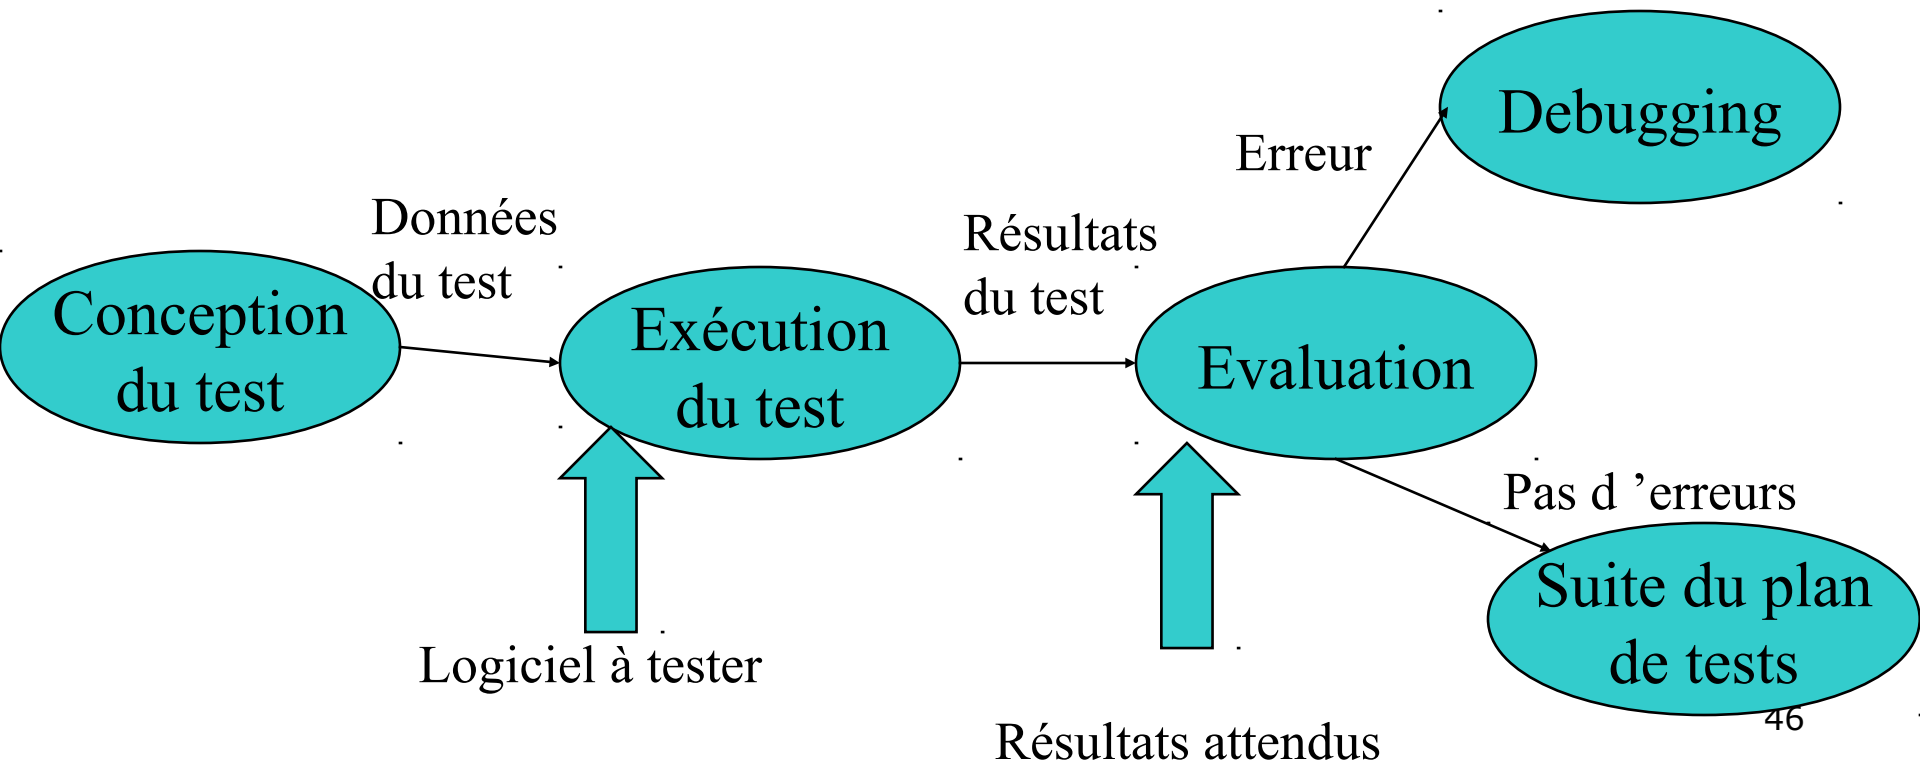 Debugging
Erreur
Données
du test
Résultats
du test
Conception
du test
Exécution
du test
Evaluation
Pas d ’erreurs
Suite du plan
de tests
Logiciel à tester
46
Résultats attendus